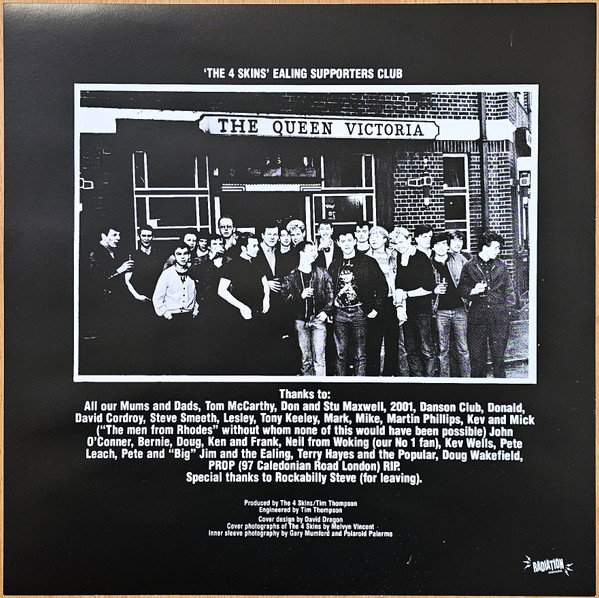 'THE 4 SKINS' EALING SUPPORTERS CLUB
THE QUEEN VICTORIA
Thanks to:
All our Mums and Dads, Tom McCarthy, Don and Stu Maxwell, 2001, Danson Club, Donald,
David Cordroy, Steve Smeeth, Lesley, Tony Keeley, Mark, Mike, Martin Phillips, Kev and Mick
("The men from Rhodes" without whom none of this would have been possible) John
O'Conner, Bernie, Doug, Ken and Frank, Neil from Woking (our No 1 fan), Kev Wells, Pete
Leach, Pete and "Big" Jim and the Ealing, Terry Hayes and the Popular, Doug Wakefield,
PROP (97 Caledonian Road London) RIP.
Special thanks to Rockabilly Steve (for leaving).
Produced by The 4 Skins/Tim Thompson
Engineered by Tim Thompson
Cover design by David Dragon
Cover photographs of The 4 Skins by Melvyn Vincent
Inner sleeve photography by Gary Mumford and Polaroid Palermo
RADIATION